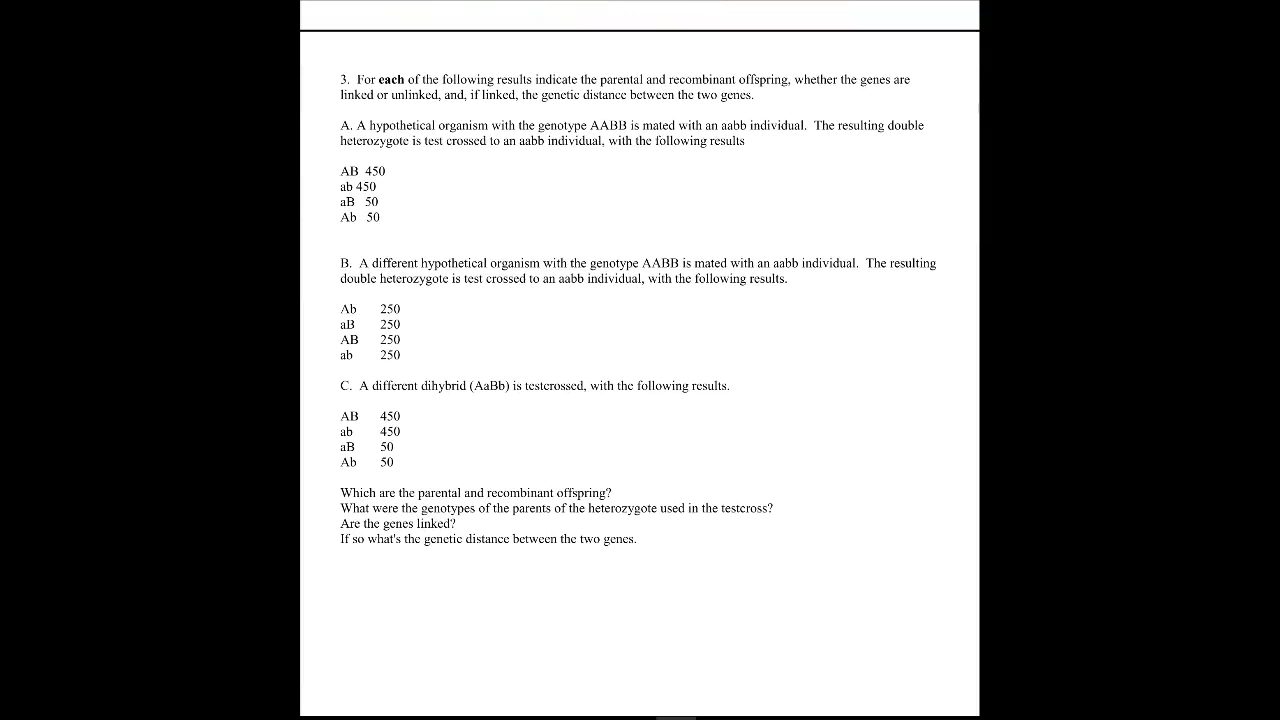 3. For each of the following results indicate the parental and recombinant offspring, whether the genes are
linked or unlinked, and, if linked, the genetic distance between the two genes.
A. A hypothetical organism with the genotype AABB is mated with an aabb individual. The resulting double
heterozygote is test crossed to an aabb individual, with the following results
AB 450
ab 450
aB 50
Ab 50
B. A different hypothetical organism with the genotype AABB is mated with an aabb individual. The resulting
double heterozygote is test crossed to an aabb individual, with the following results.
Ab 250
aB 250
AB 250
ab 250
C. A different dihybrid (AaBb) is testcrossed, with the following results.
AB 450
ab 450
aB 50
Ab 50
Which are the parental and recombinant offspring?
What were the genotypes of the parents of the heterozygote used in the testcross?
Are the genes linked?
If so what's the genetic distance between the two genes.